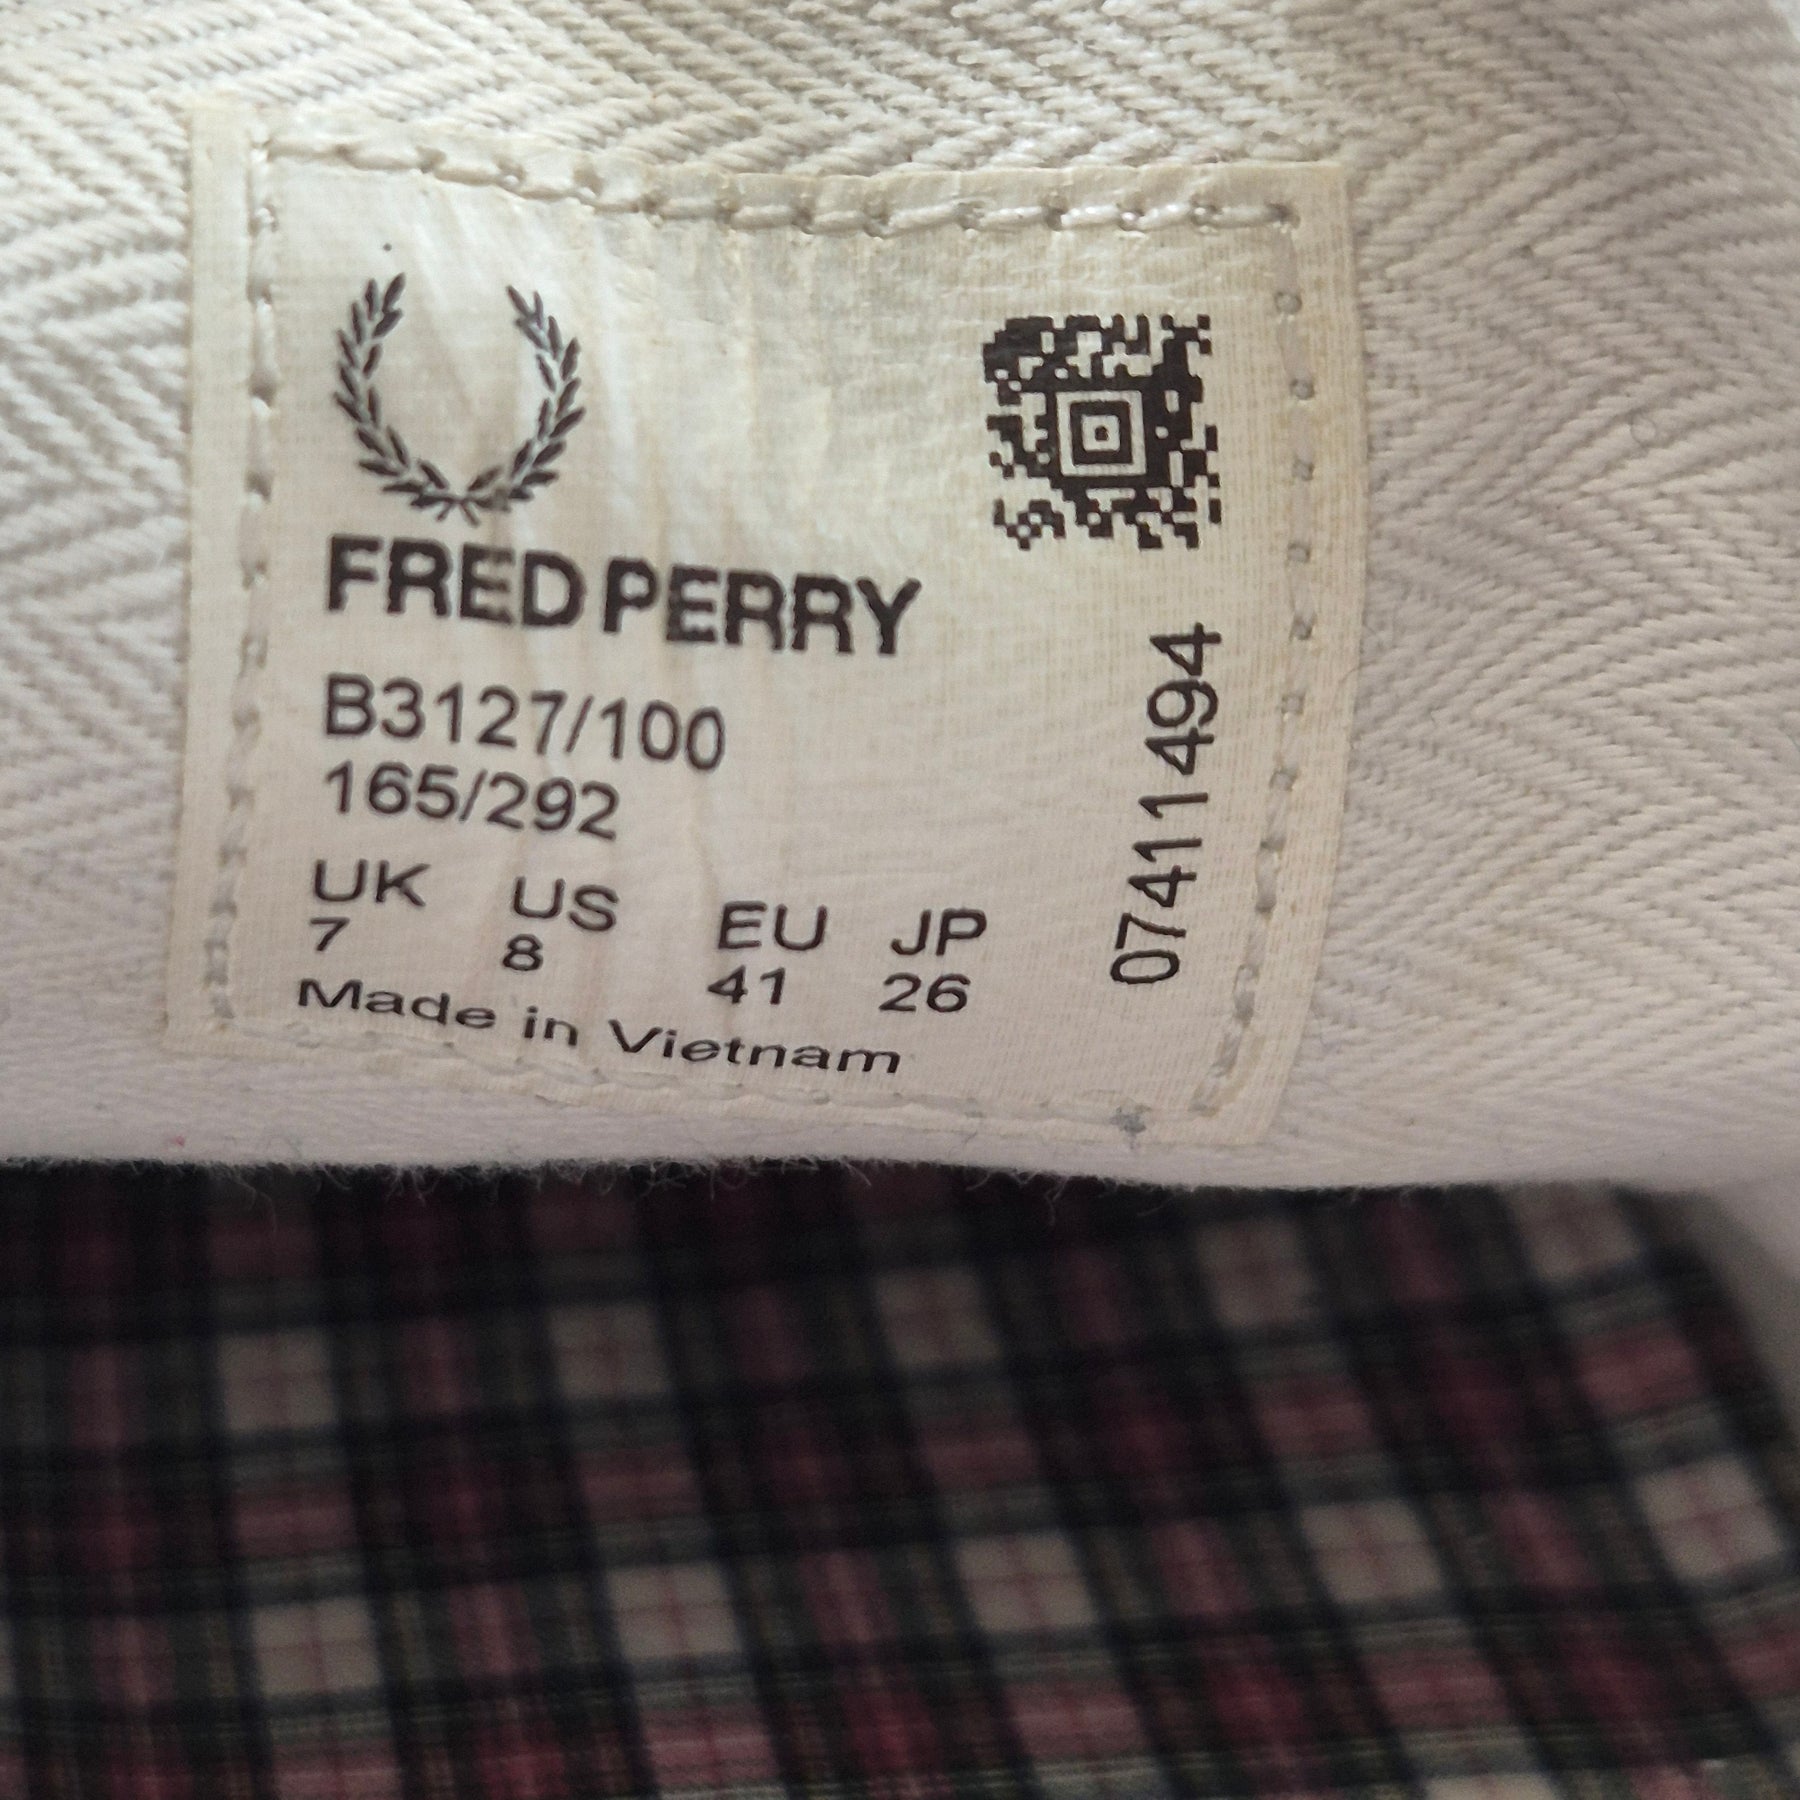 FRED PERRY
B3127/100
165/292
UK US EU JP
7 8 41 26
Made in Vietnam
07411494